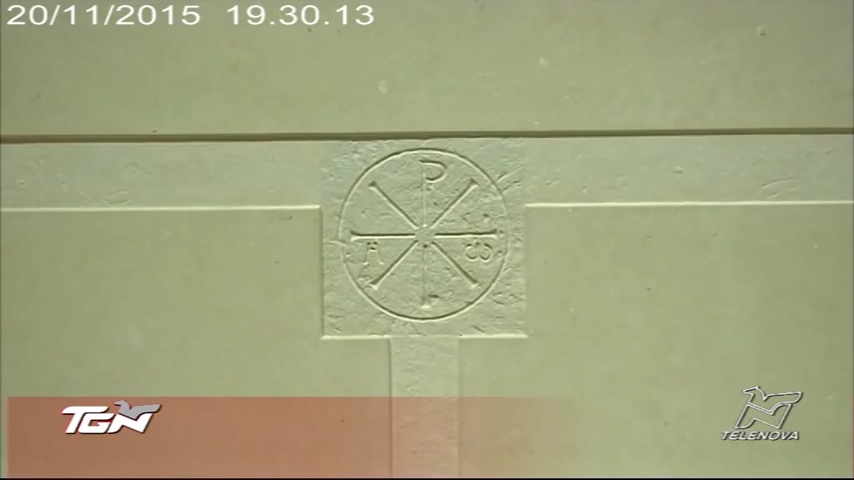 20/11/2015 19.30.13
P
A ω
TGN
TELENOVA